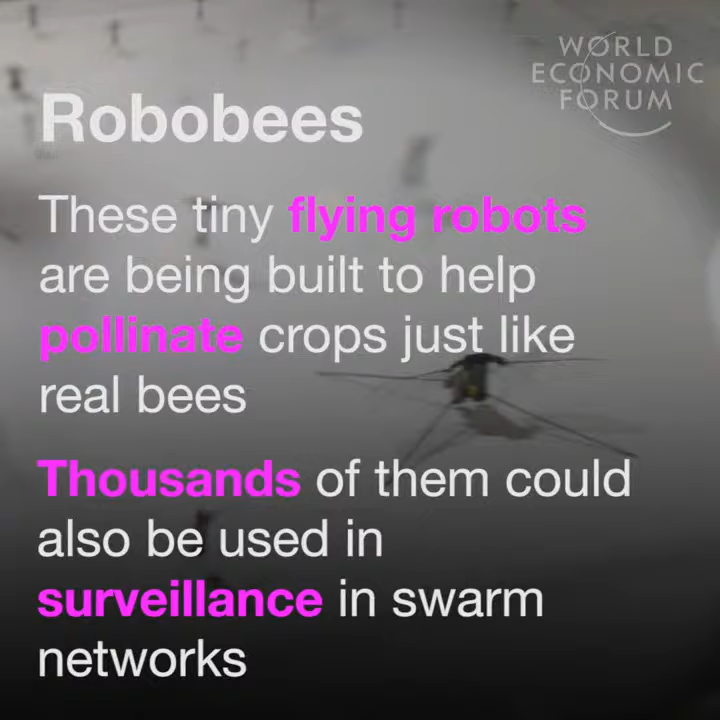 WORLD
ECONOMIC
FORUM
Robobees
These tiny flying robots
are being built to help
pollinate crops just like
real bees
Thousands of them could
also be used in
surveillance in swarm
networks